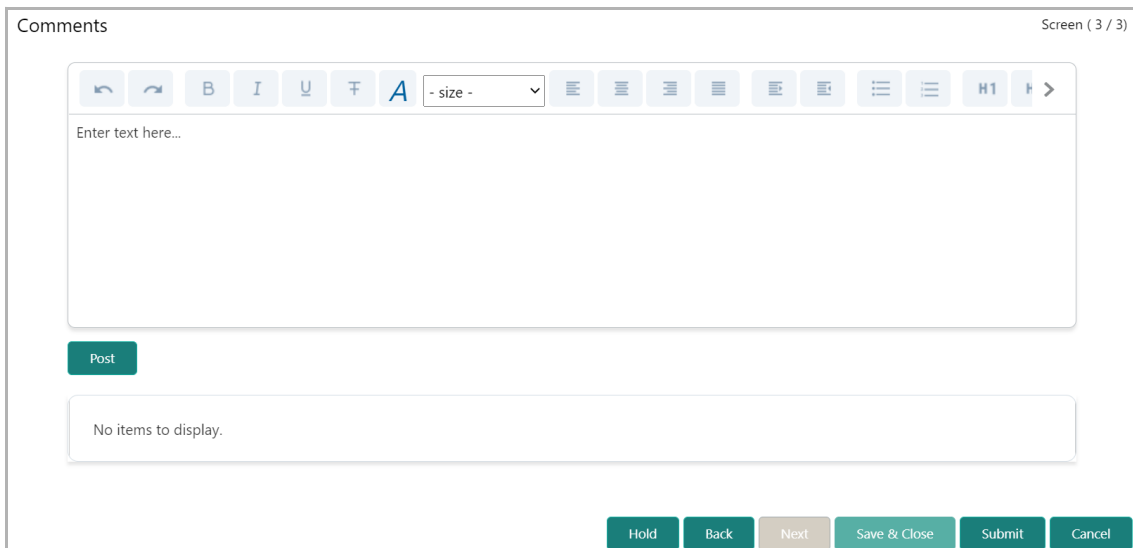 Comments
Screen ( 3 / 3)
B I U T A - size - H1
Enter text here...
Post
No items to display.
Hold Back Next Save & Close Submit Cancel